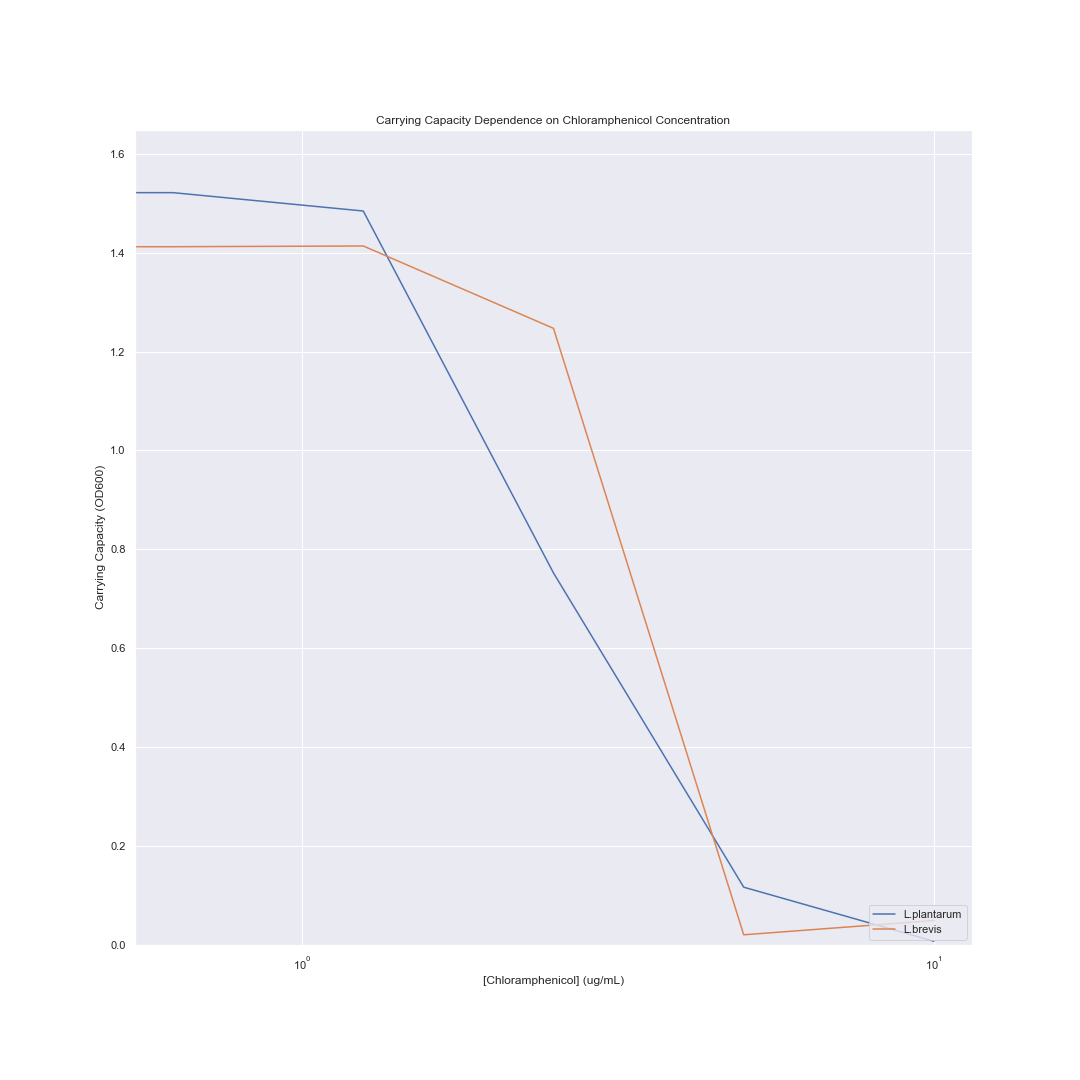 Carrying Capacity Dependence on Chloramphenicol Concentration
1.6
1.4
1.2
1.0
0.8
0.6
0.4
0.2
0.0
Carrying Capacity (OD600)
L.plantarum
L.brevis
10⁰
10¹
[Chloramphenicol] (ug/mL)